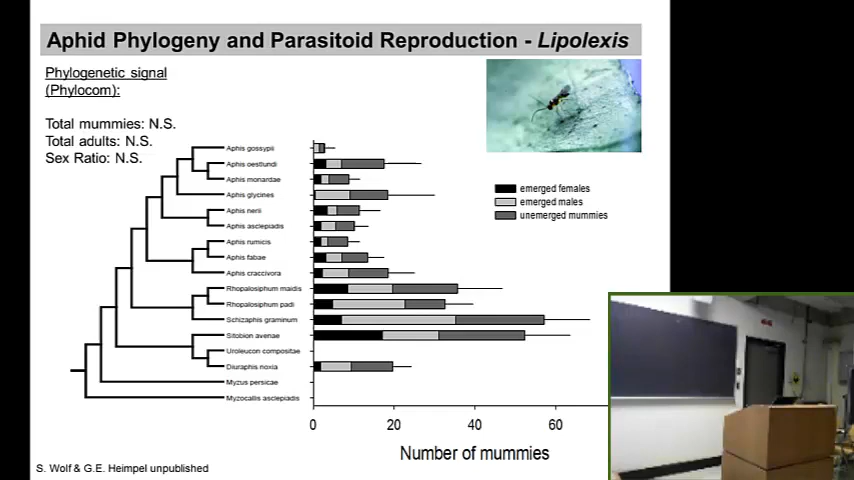 Aphid Phylogeny and Parasitoid Reproduction - Lipolexis
Phylogenetic signal
(Phylocom):
Total mummies: N.S.
Total adults: N.S.
Sex Ratio: N.S.
Aphis gossypii
Aphis oestlundi
Aphis monardae
Aphis glycines
Aphis nerii
Aphis asclepiadis
Aphis rumicis
Aphis fabae
Aphis craccivora
Rhopalosiphum maidis
Rhopalosiphum padi
Schizaphis graminum
Sitobion avenae
Uroleucon compositae
Diuraphis noxia
Myzus persicae
Myzocallis asclepiadis
emerged females
emerged males
unemerged mummies
0 20 40 60
Number of mummies
S. Wolf & G.E. Heimpel unpublished